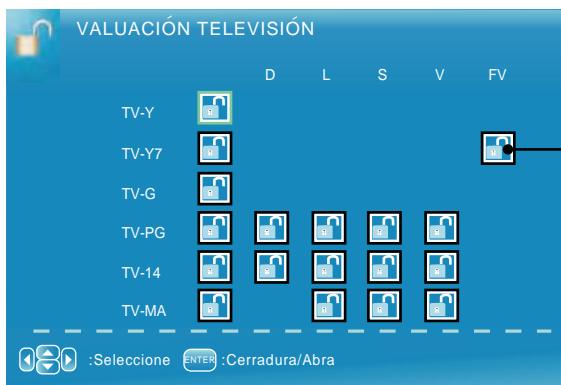 VALUACIÓN TELEVISIÓN
D L S V FV
TV-Y
TV-Y7
TV-G
TV-PG
TV-14
TV-MA
:Seleccione ENTER :Cerradura/Abra